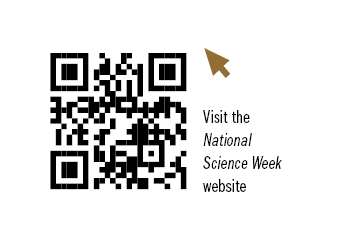 Visit the
National
Science Week
website